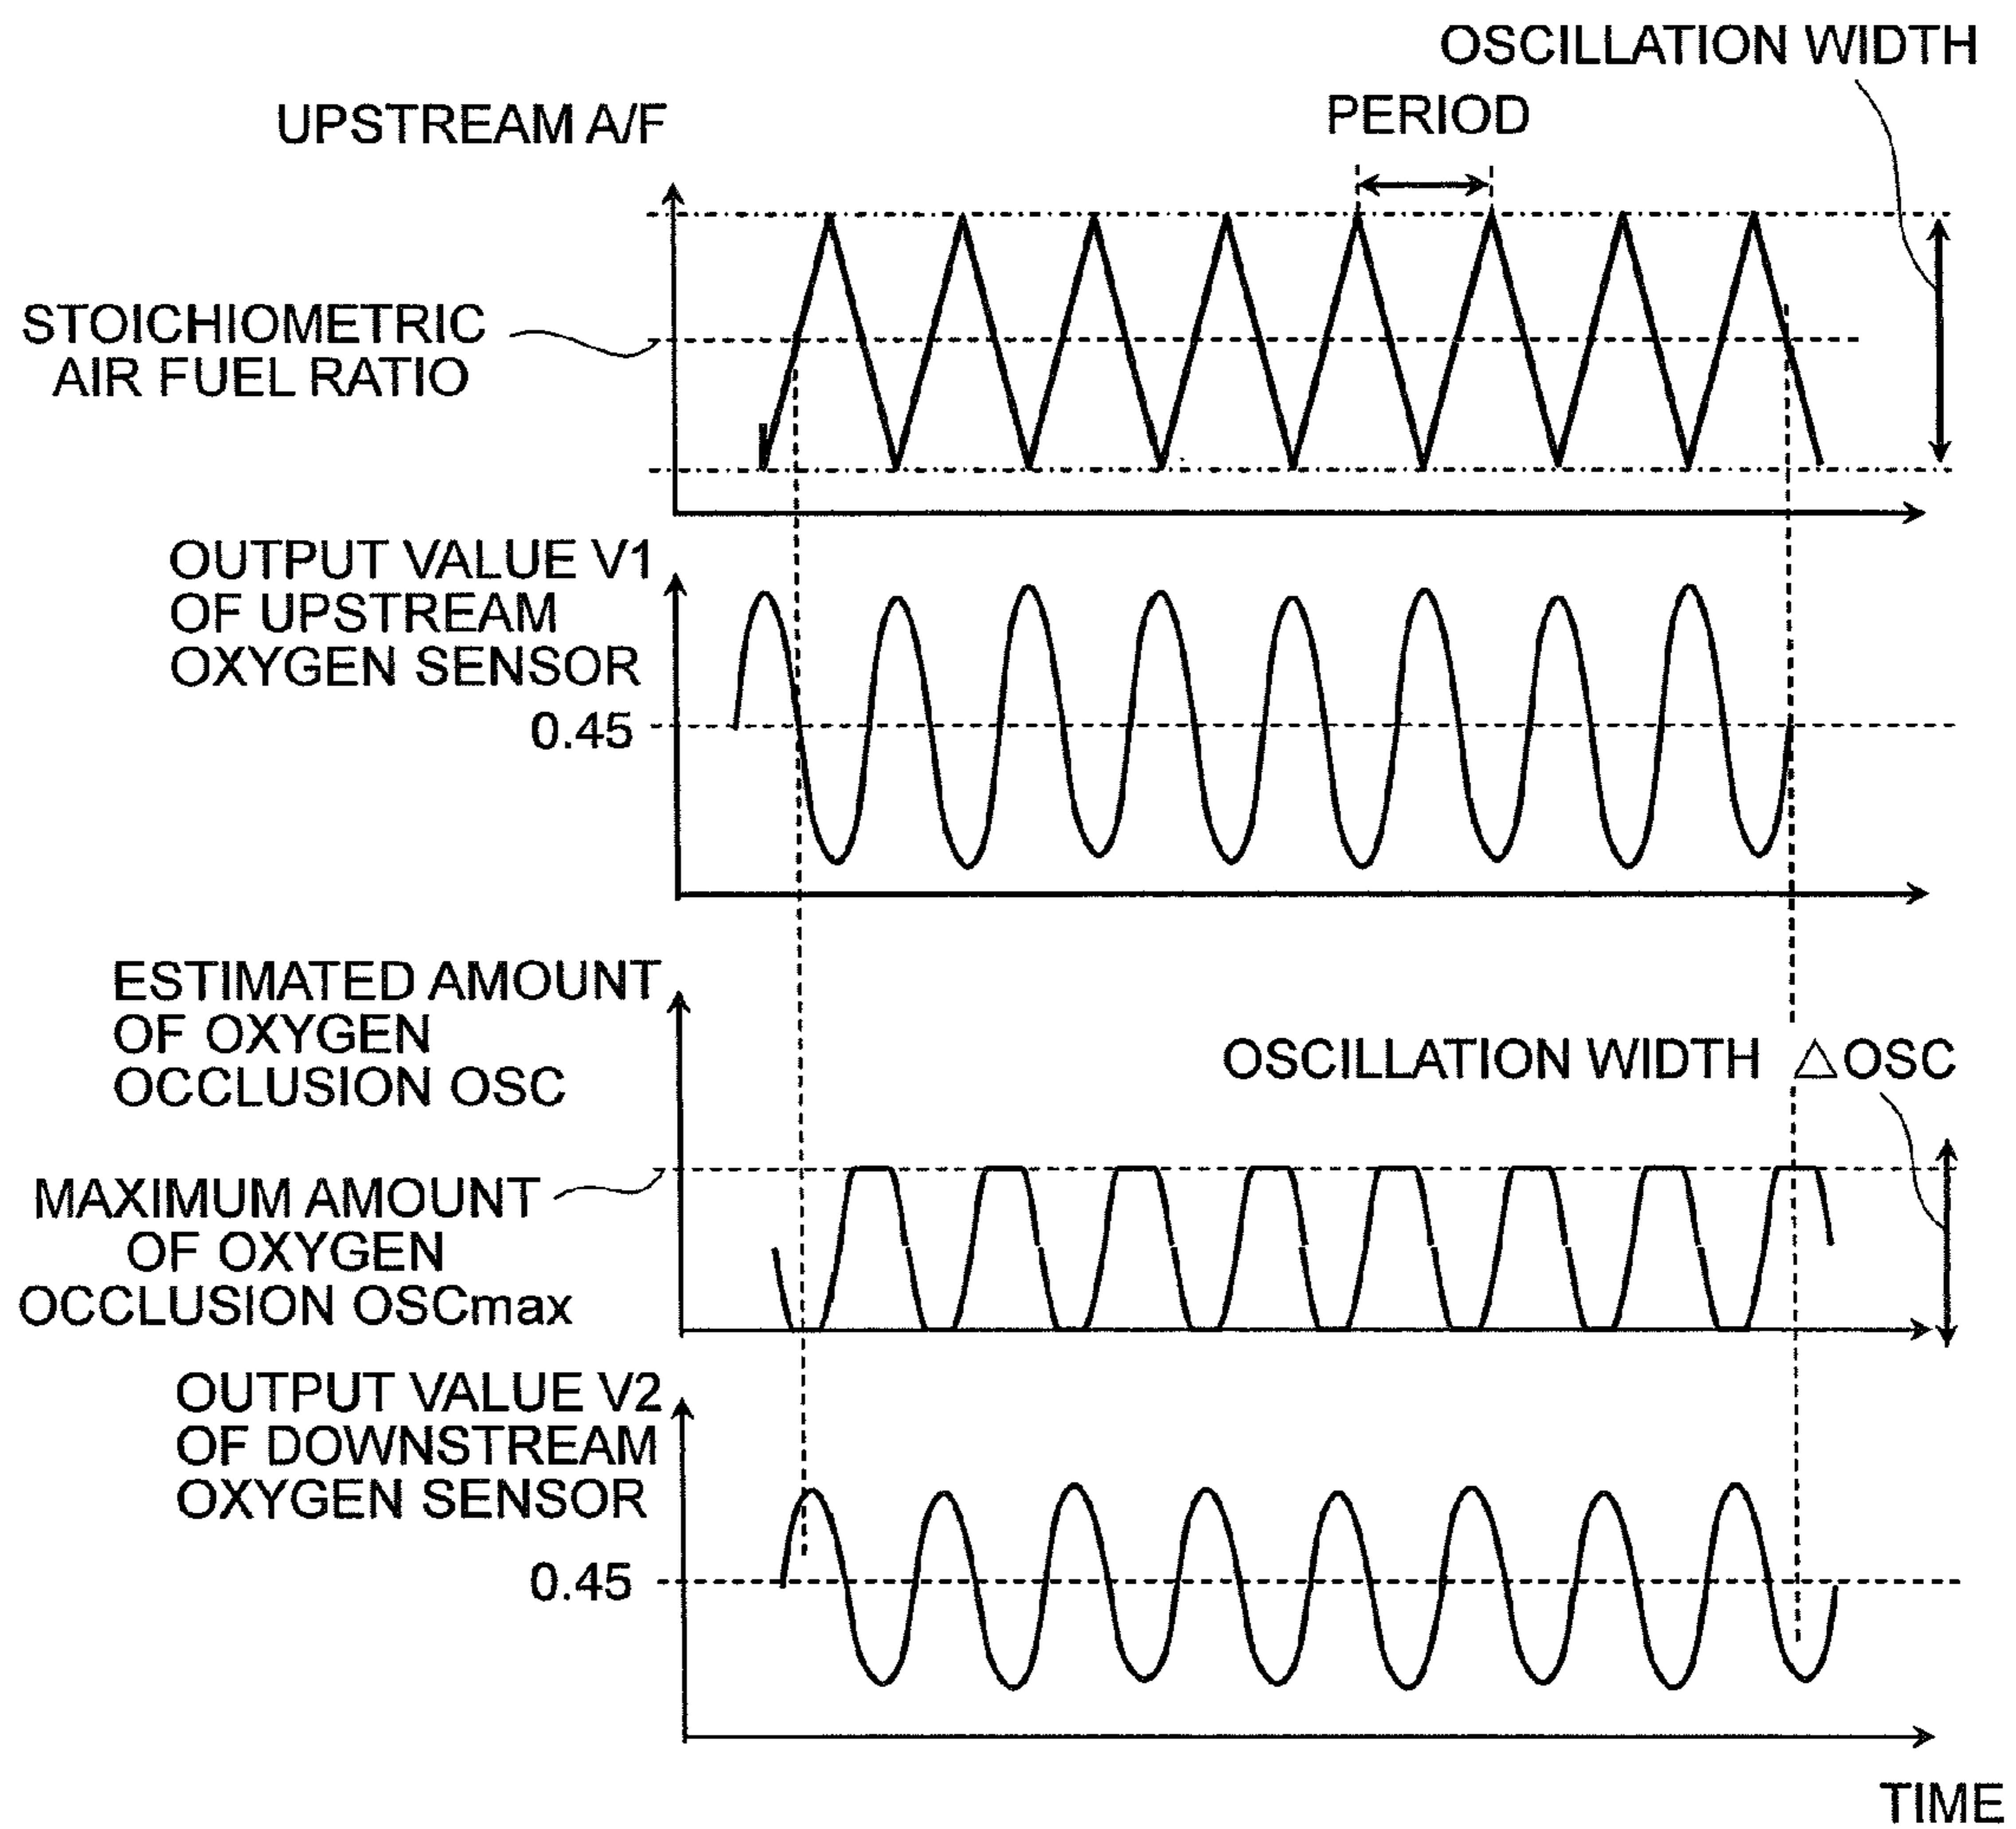 OSCILLATION WIDTH
PERIOD
UPSTREAM A/F
STOICHIOMETRIC
AIR FUEL RATIO
OUTPUT VALUE V1
OF UPSTREAM
OXYGEN SENSOR
0.45
ESTIMATED AMOUNT
OF OXYGEN
OCCLUSION OSC
OSCILLATION WIDTH △OSC
MAXIMUM AMOUNT
OF OXYGEN
OCCLUSION OSCmax
OUTPUT VALUE V2
OF DOWNSTREAM
OXYGEN SENSOR
0.45
TIME